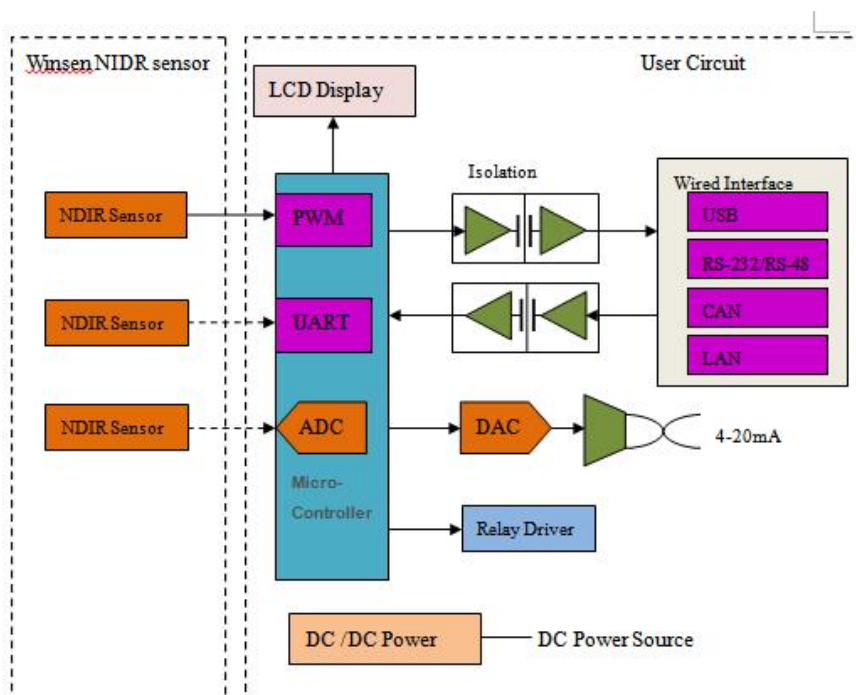 Winsen NIDR sensor
User Circuit
LCD Display
Isolation
Wired Interface
NDIR Sensor
PWM
USB
RS-232/RS-48
NDIR Sensor
UART
CAN
LAN
NDIR Sensor
ADC
DAC
4-20mA
Micro-
Controller
Relay Driver
DC /DC Power
DC Power Source